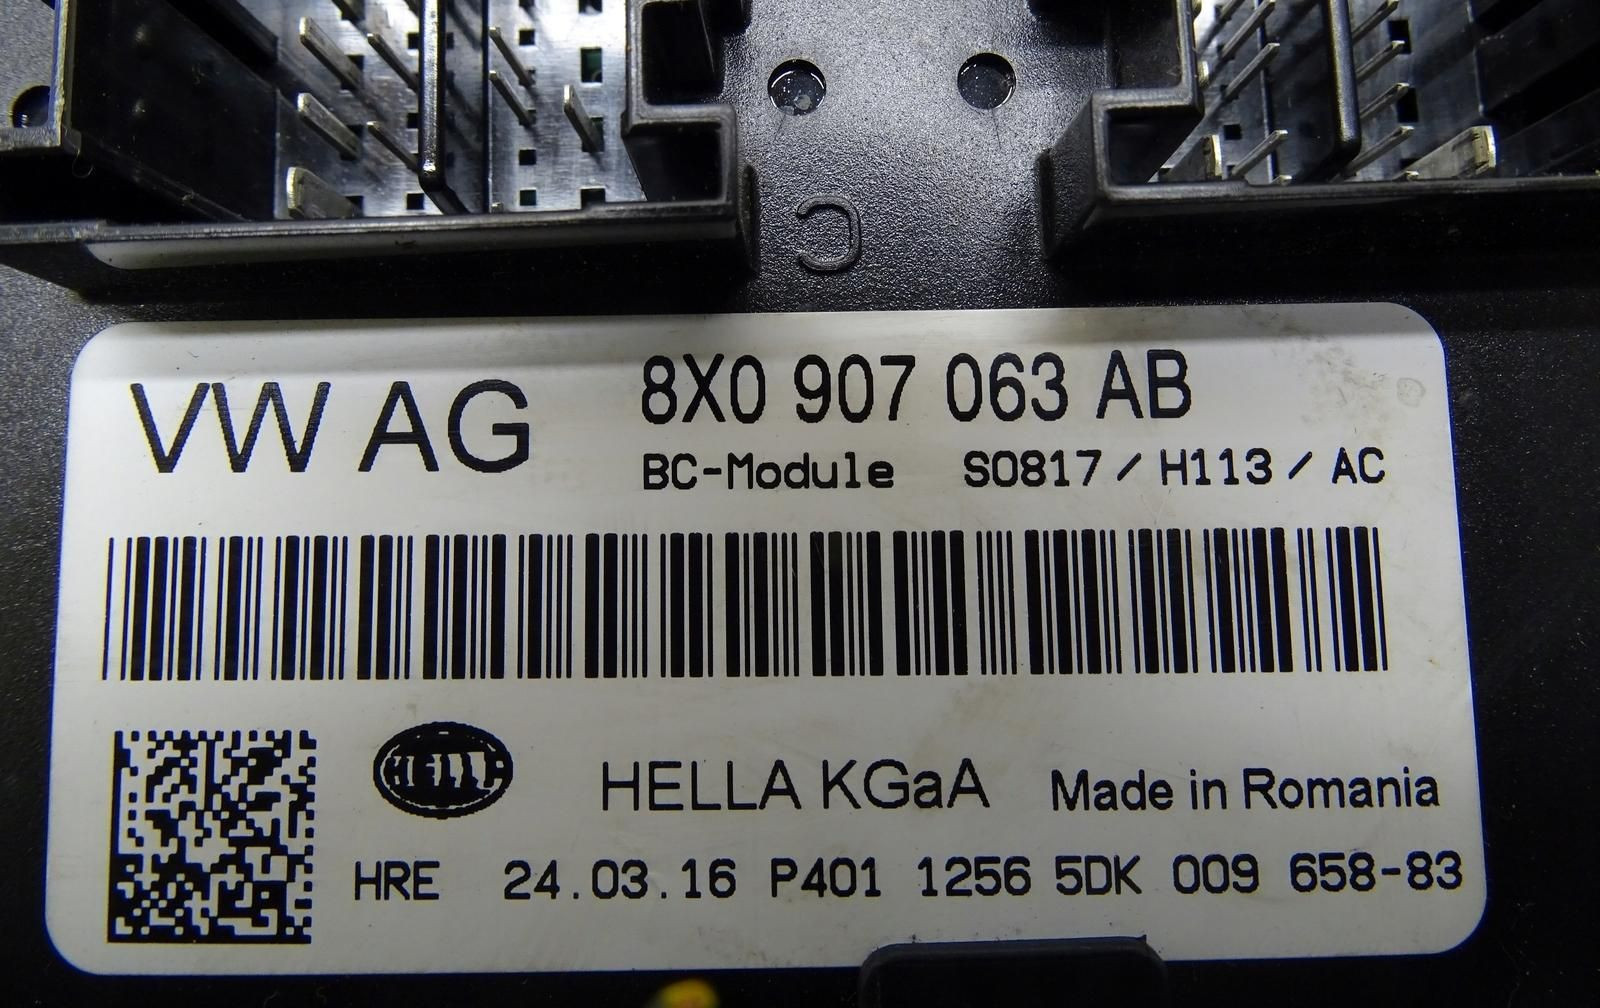 C
VW AG
8X0 907 063 AB
BC-Module S0817 / H113 / AC
HELLA
HELLA KGaA Made in Romania
HRE 24.03.16 P401 1256 5DK 009 658-83